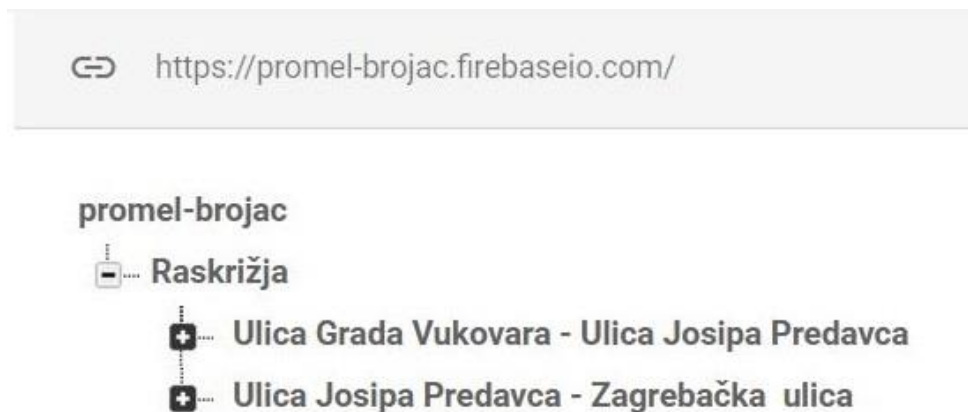 https://promel-brojac.firebaseio.com/
promel-brojac
Raskrižja
Ulica Grada Vukovara - Ulica Josipa Predavca
Ulica Josipa Predavca - Zagrebačka ulica